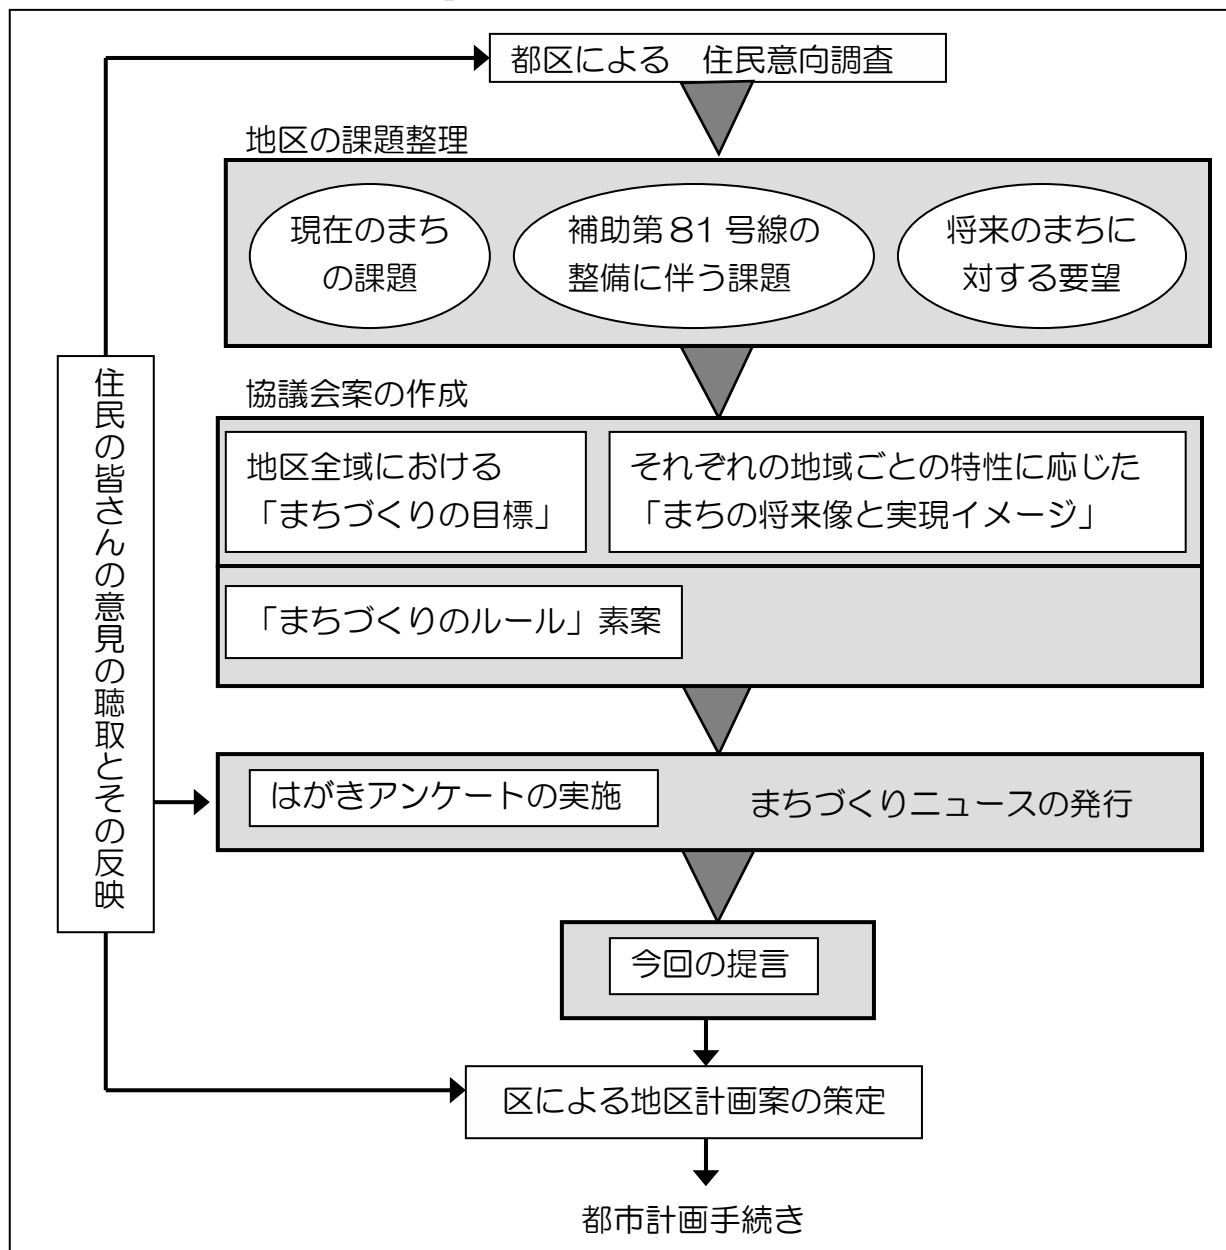 都区による　住民意向調査
地区の課題整理
現在のまち
の課題
補助第81号線の
整備に伴う課題
将来のまちに
対する要望
住民の皆さんの意見の聴取とその反映
協議会案の作成
地区全域における
「まちづくりの目標」
それぞれの地域ごとの特性に応じた
「まちの将来像と実現イメージ」
「まちづくりのルール」素案
はがきアンケートの実施
まちづくりニュースの発行
今回の提言
区による地区計画案の策定
都市計画手続き